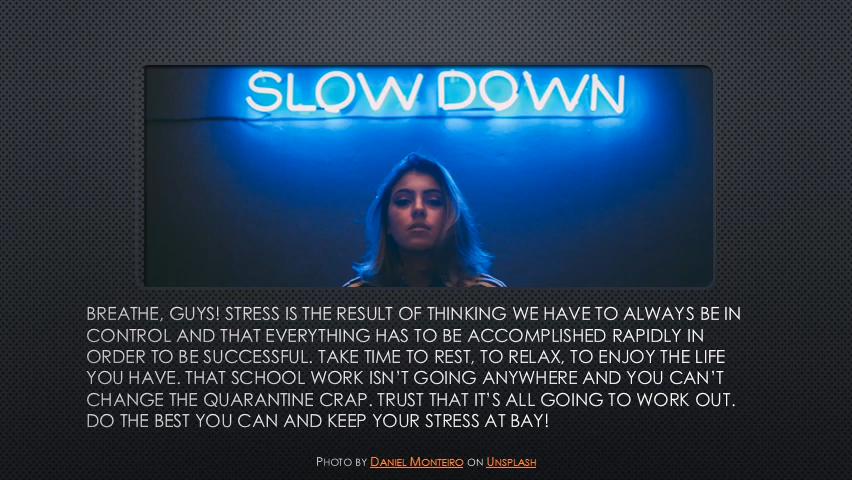 SLOW DOWN
BREATHE, GUYS! STRESS IS THE RESULT OF THINKING WE HAVE TO ALWAYS BE IN
CONTROL AND THAT EVERYTHING HAS TO BE ACCOMPLISHED RAPIDLY IN
ORDER TO BE SUCCESSFUL. TAKE TIME TO REST, TO RELAX, TO ENJOY THE LIFE
YOU HAVE. THAT SCHOOL WORK ISN'T GOING ANYWHERE AND YOU CAN'T
CHANGE THE QUARANTINE CRAP. TRUST THAT IT'S ALL GOING TO WORK OUT.
DO THE BEST YOU CAN AND KEEP YOUR STRESS AT BAY!
PHOTO BY DANIEL MONTEIRO ON UNSPLASH